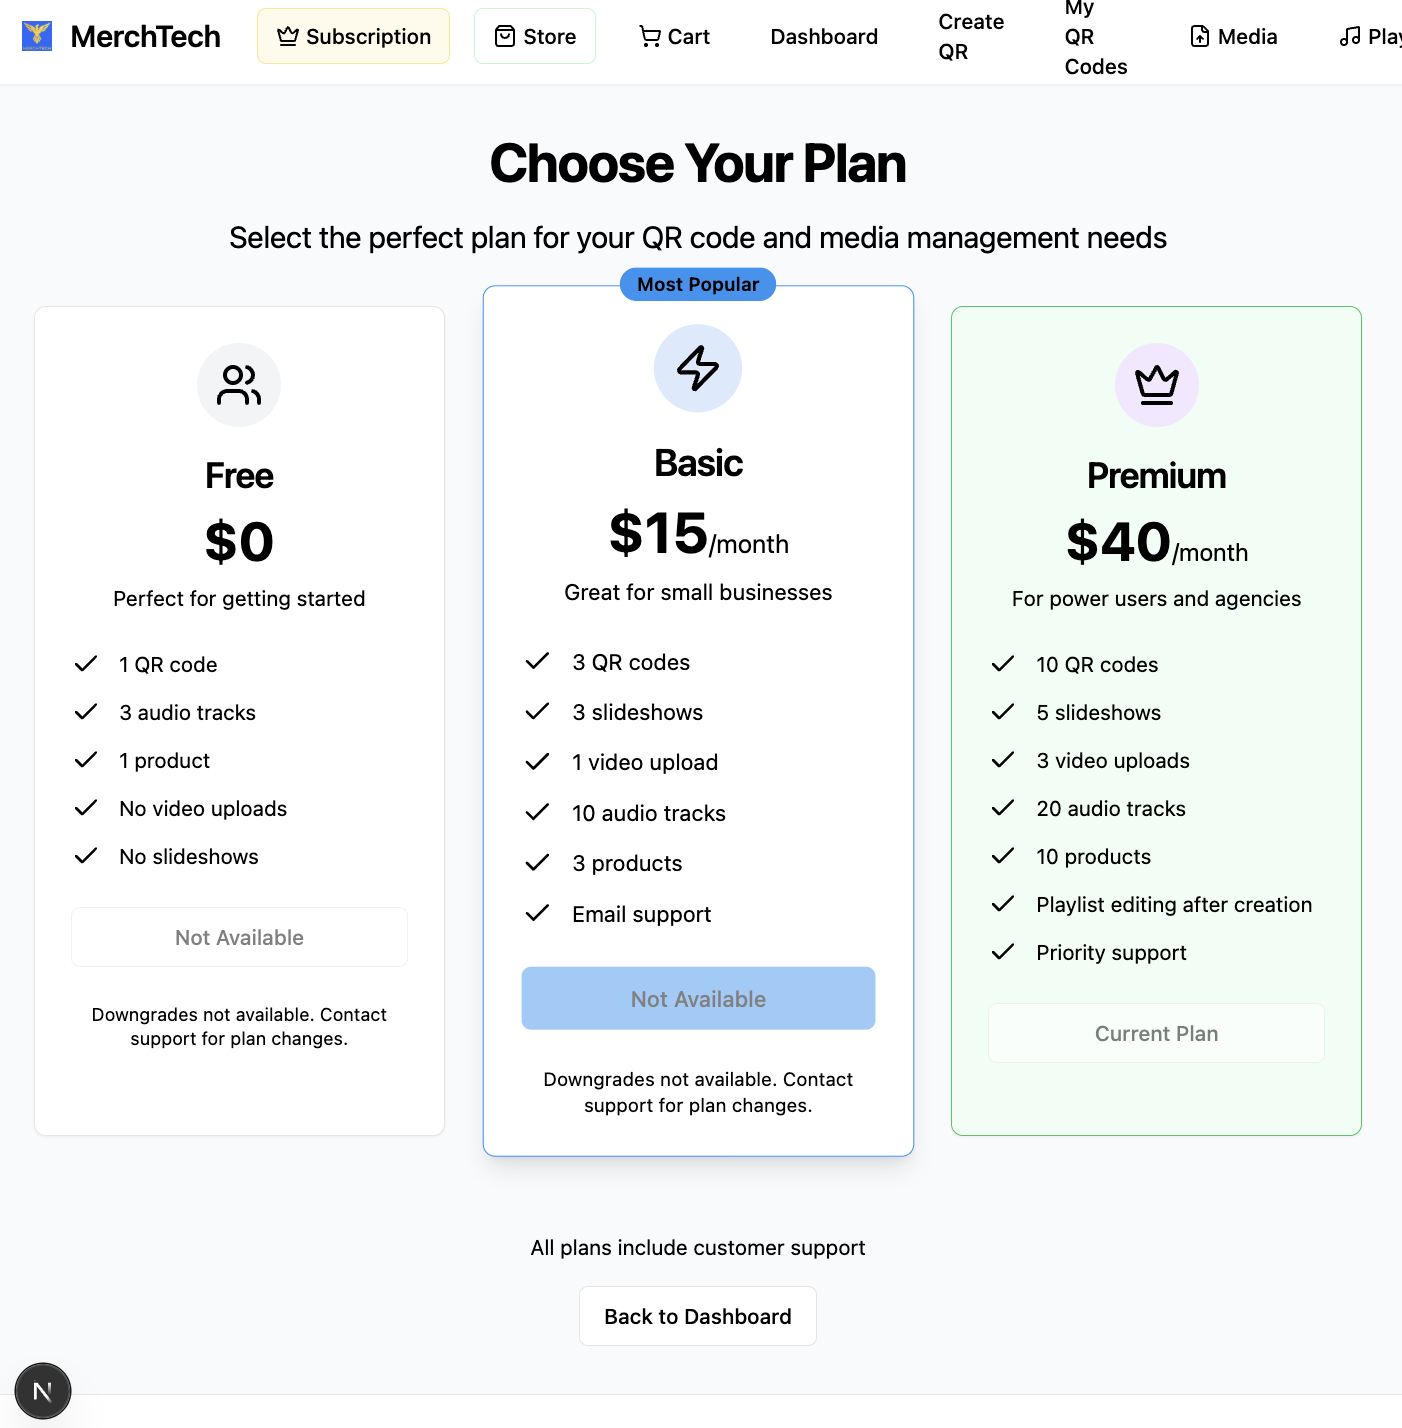 MerchTech
Subscription
Store
Cart
Dashboard
Create
QR
My
QR
Codes
Media
Choose Your Plan
Select the perfect plan for your QR code and media management needs
Free
$0
Perfect for getting started
1 QR code
3 audio tracks
1 product
No video uploads
No slideshows
Not Available
Downgrades not available. Contact
support for plan changes.
Most Popular
Basic
$15/month
Great for small businesses
3 QR codes
3 slideshows
1 video upload
10 audio tracks
3 products
Email support
Not Available
Downgrades not available. Contact
support for plan changes.
Premium
$40/month
For power users and agencies
10 QR codes
5 slideshows
3 video uploads
20 audio tracks
10 products
Playlist editing after creation
Priority support
Current Plan
All plans include customer support
Back to Dashboard
N